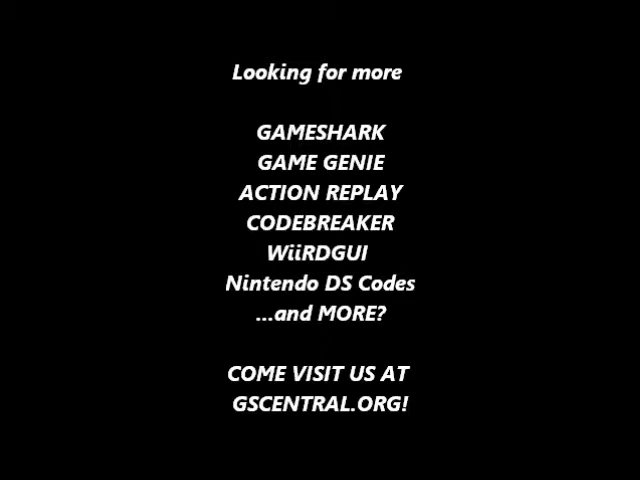 Looking for more
GAMESHARK
GAME GENIE
ACTION REPLAY
CODEBREAKER
WiiRDGUI
Nintendo DS Codes
...and MORE?
COME VISIT US AT
GSCENTRAL.ORG!